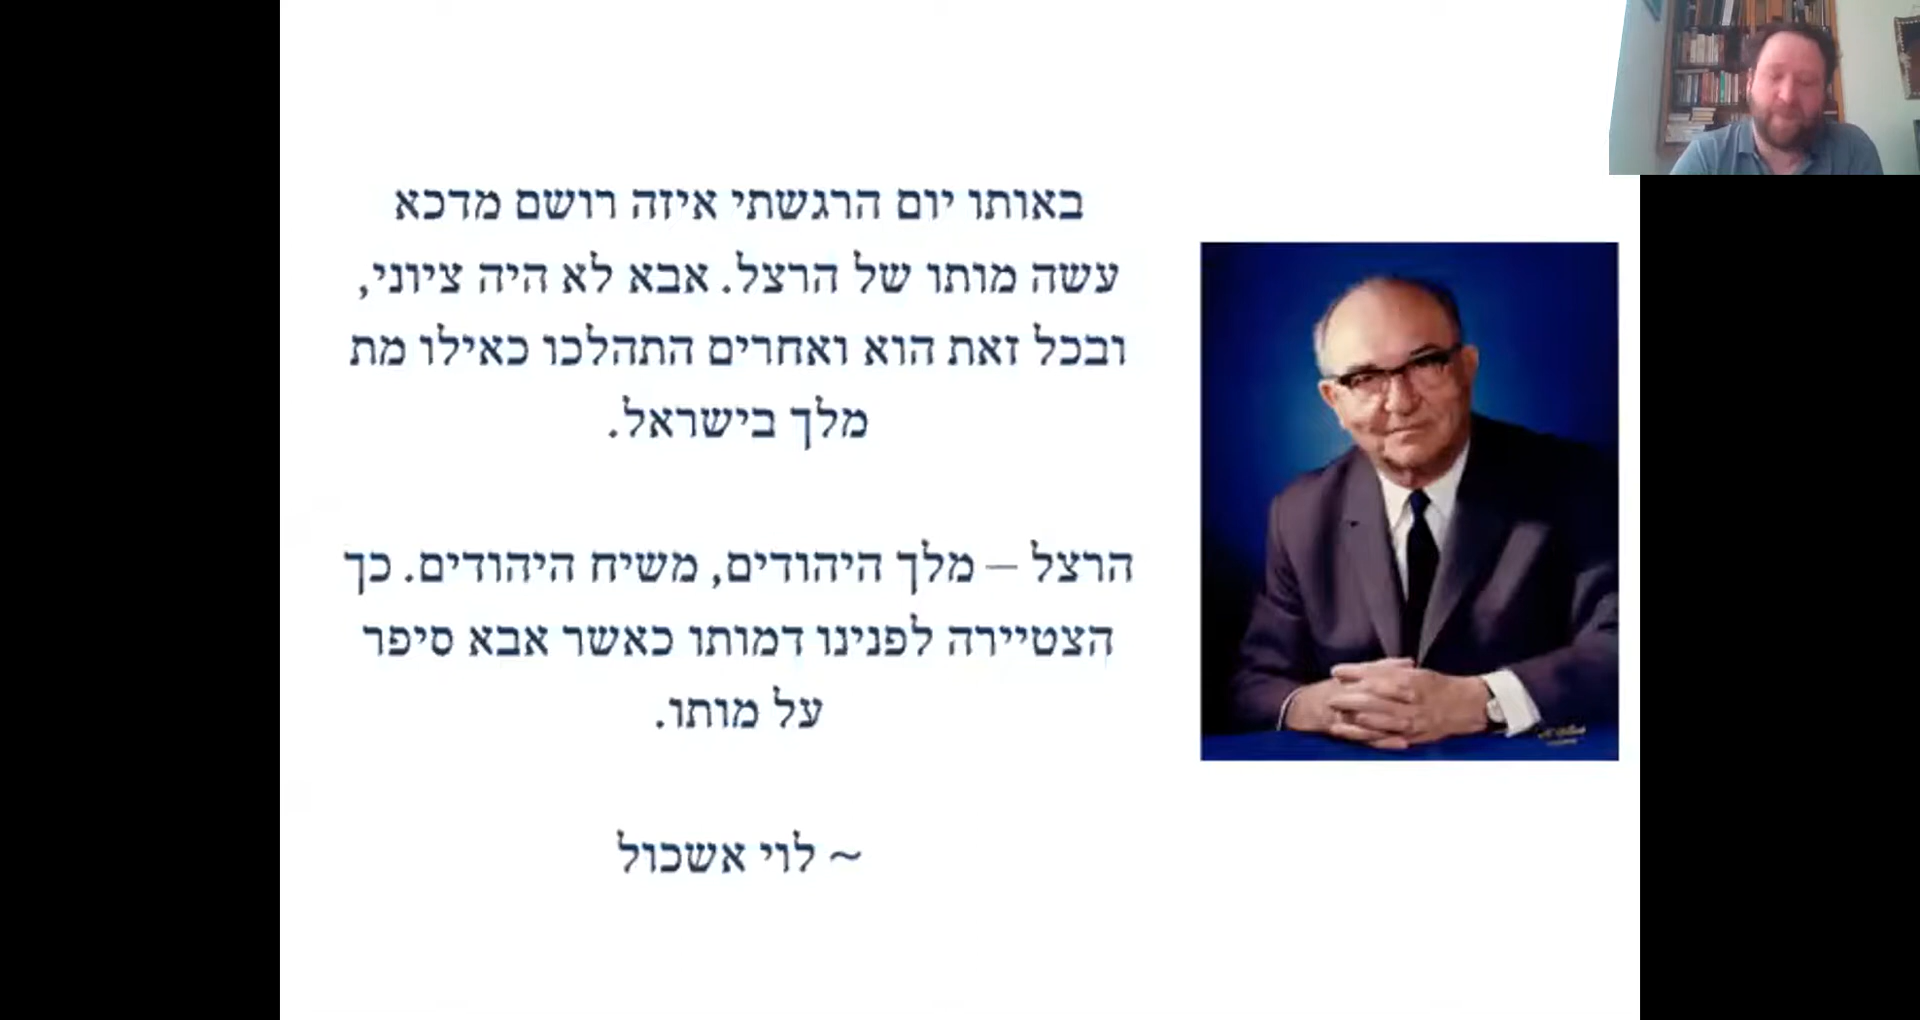 באותו יום הרגשתי איזה רושם מדכא
עשה מותו של הרצל. אבא לא היה ציוני,
ובכל זאת הוא ואחרים התהלכו כאילו מת
מלך בישראל.
הרצל – מלך היהודים, משיח היהודים. כך
הצטיירה לפנינו דמותו כאשר אבא סיפר
על מותו.
~ לוי אשכול